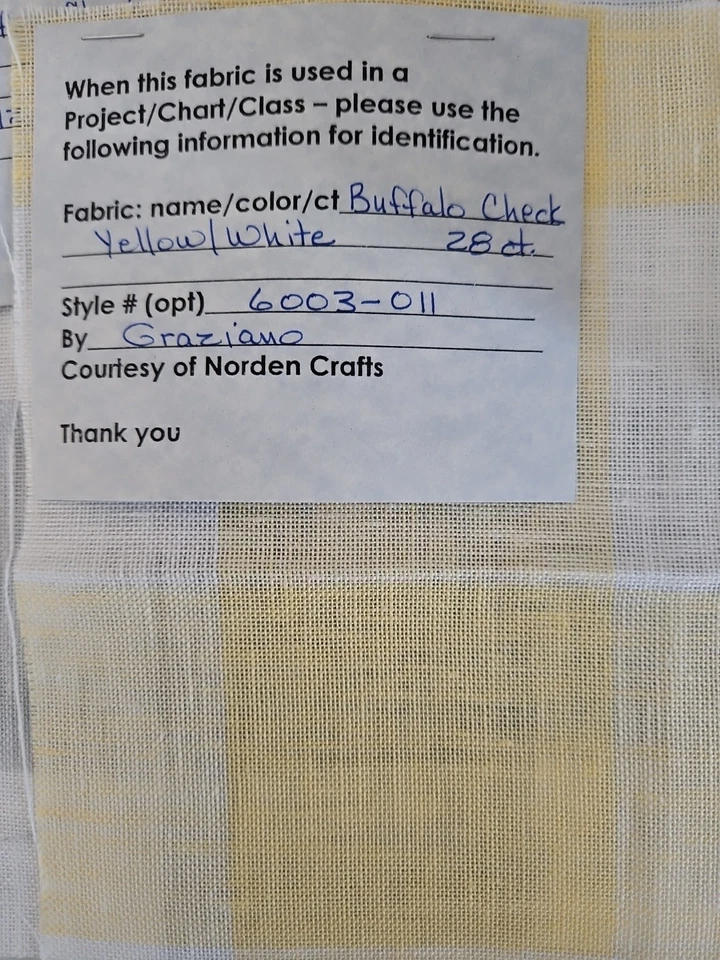 When this fabric is used in a
Project/Chart/Class – please use the
following information for identification.
Fabric: name/color/ct Buffalo Check
Yellow/White 28 ct.
Style # (opt) 6003-011
By Graziano
Courtesy of Norden Crafts
Thank you